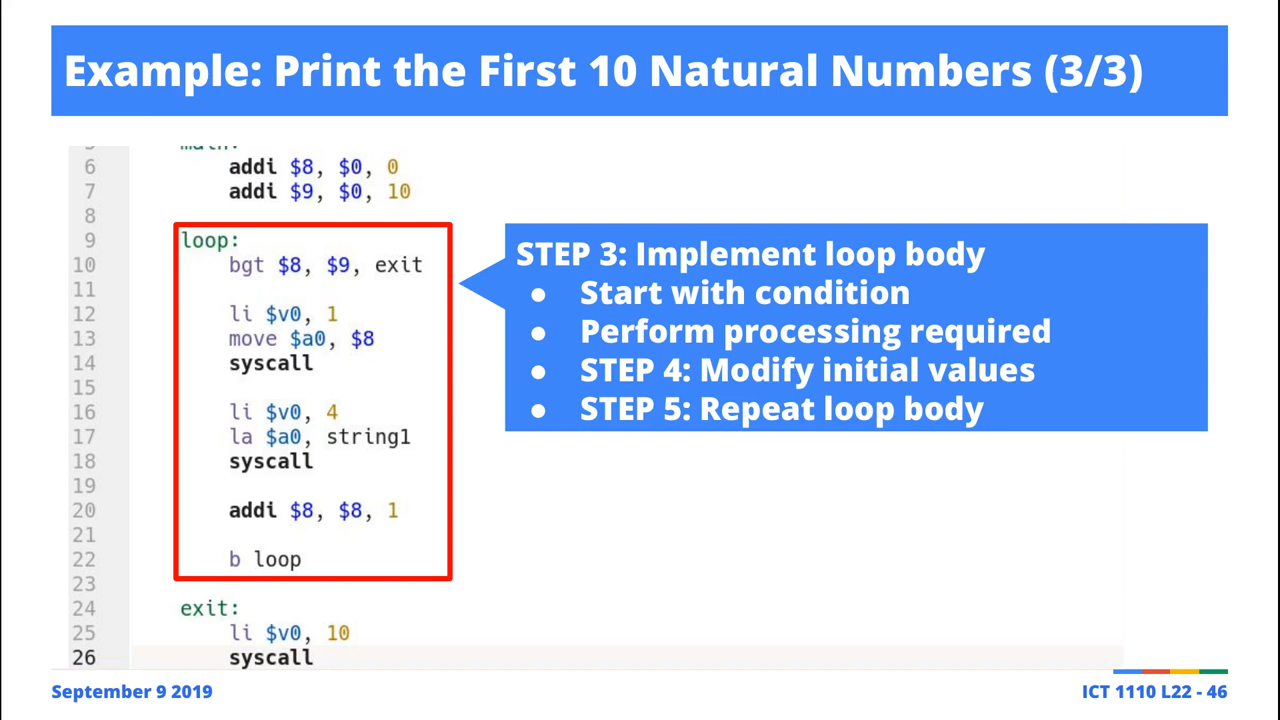 Example: Print the First 10 Natural Numbers (3/3)
6 addi $8, $0, 0
7 addi $9, $0, 10
8
9 loop:
10 bgt $8, $9, exit
11
12 li $v0, 1
13 move $a0, $8
14 syscall
15
16 li $v0, 4
17 la $a0, string1
18 syscall
19
20 addi $8, $8, 1
21
22 b loop
23
24 exit:
25 li $v0, 10
26 syscall
STEP 3: Implement loop body
● Start with condition
● Perform processing required
● STEP 4: Modify initial values
● STEP 5: Repeat loop body
September 9 2019
ICT 1110 L22 - 46